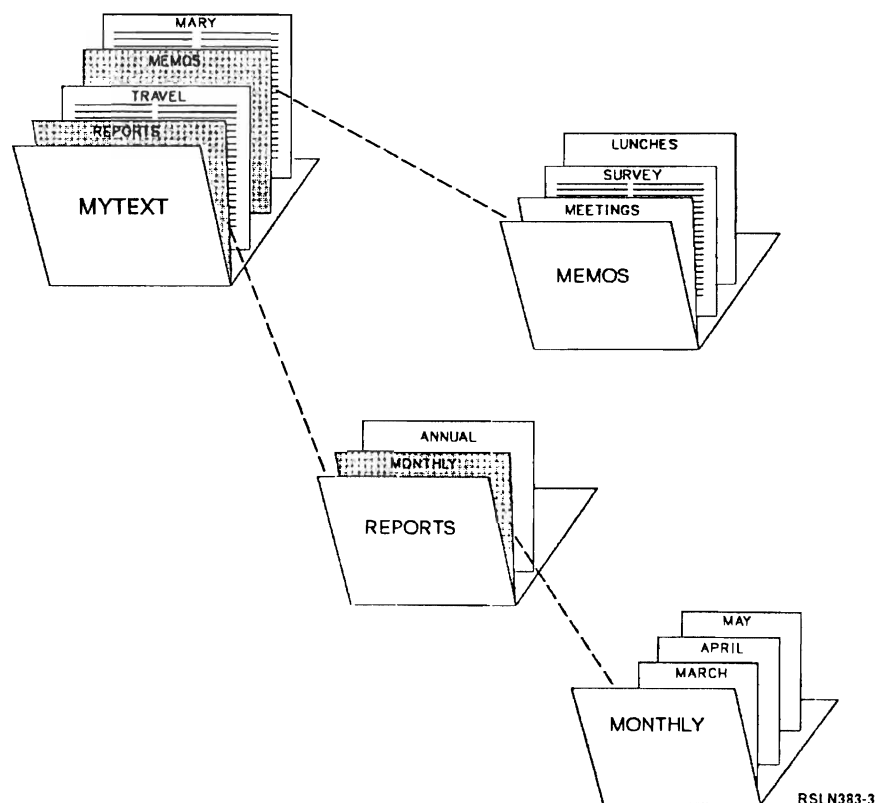 MARY
MEMOS
TRAVEL
REPORTS
MYTEXT
LUNCHES
SURVEY
MEETINGS
MEMOS
ANNUAL
MONTHLY
REPORTS
MAY
APRIL
MARCH
MONTHLY
RSLN383-3